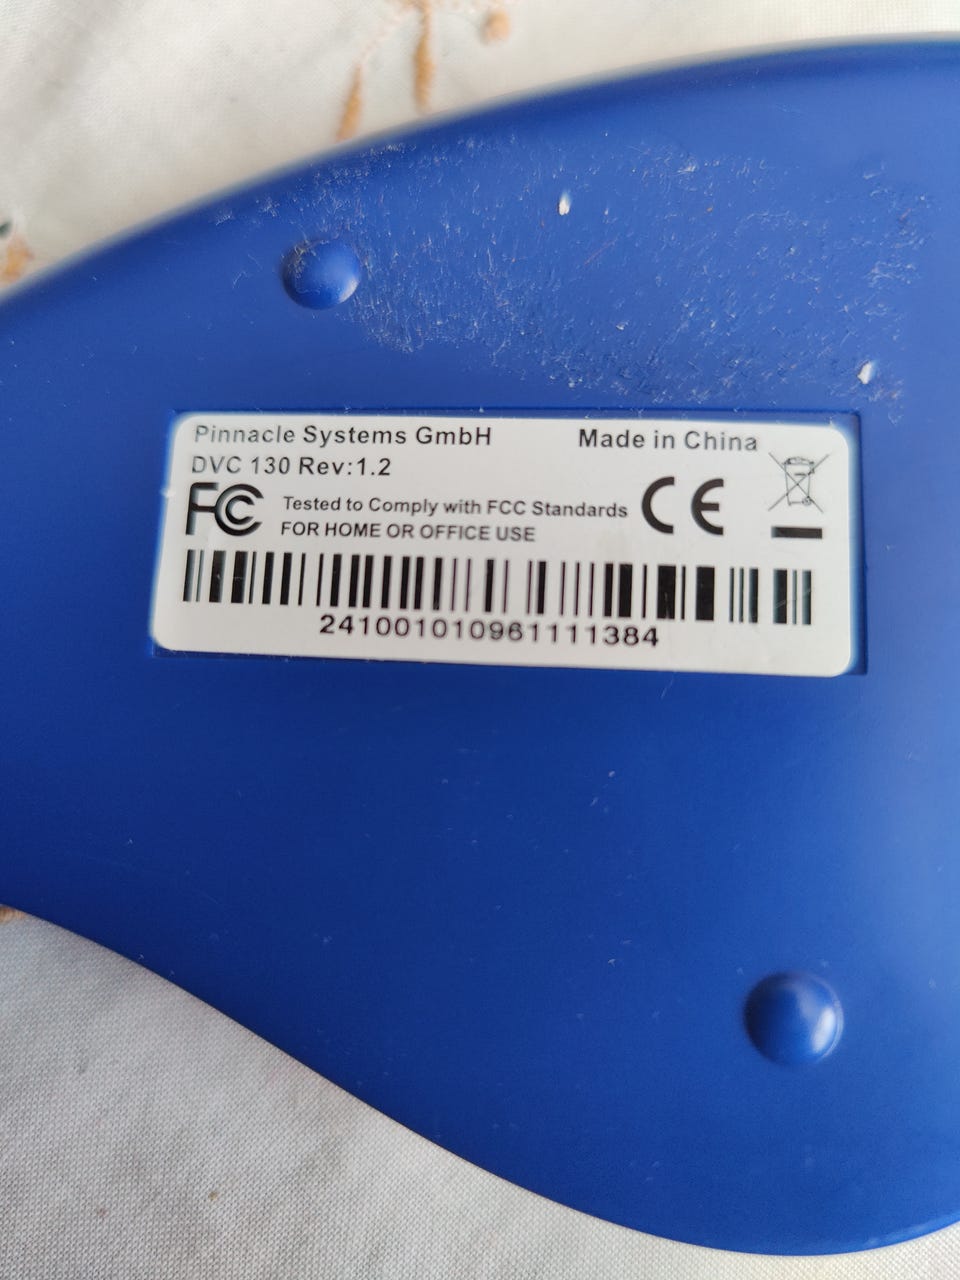 Pinnacle Systems GmbH Made in China
DVC 130 Rev:1.2
FC Tested to Comply with FCC Standards CE
FOR HOME OR OFFICE USE
241001010961111384